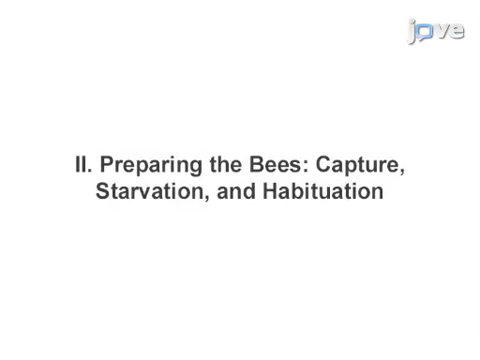 jove
II. Preparing the Bees: Capture,
Starvation, and Habituation